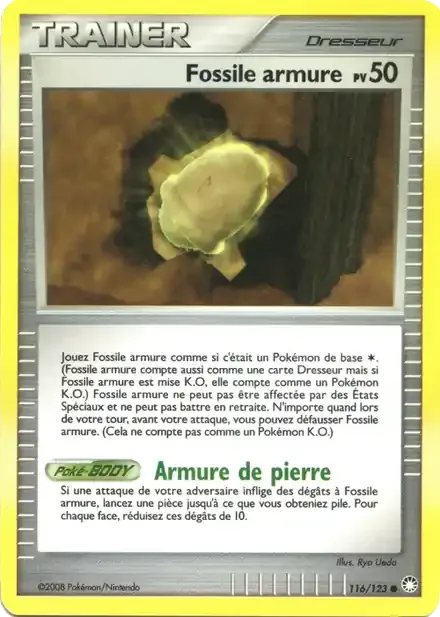 TRAINER
Dresseur
Fossile armure PV 50
Jouez Fossile armure comme si c'était un Pokémon de base ✶.
(Fossile armure compte aussi comme une carte Dresseur mais si
Fossile armure est mise K.O, elle compte comme un Pokémon
K.O.) Fossile armure ne peut pas être affectée par des États
Spéciaux et ne peut pas battre en retraite. N'importe quand lors
de votre tour, avant votre attaque, vous pouvez défausser Fossile
armure. (Cela ne compte pas comme un Pokémon K.O.)
Poké-BODY Armure de pierre
Si une attaque de votre adversaire inflige des dégâts à Fossile
armure, lancez une pièce jusqu'à ce que vous obteniez pile. Pour
chaque face, réduisez ces dégâts de 10.
Illus. Ryo Ueda
©2008 Pokémon/Nintendo
116/123 ●